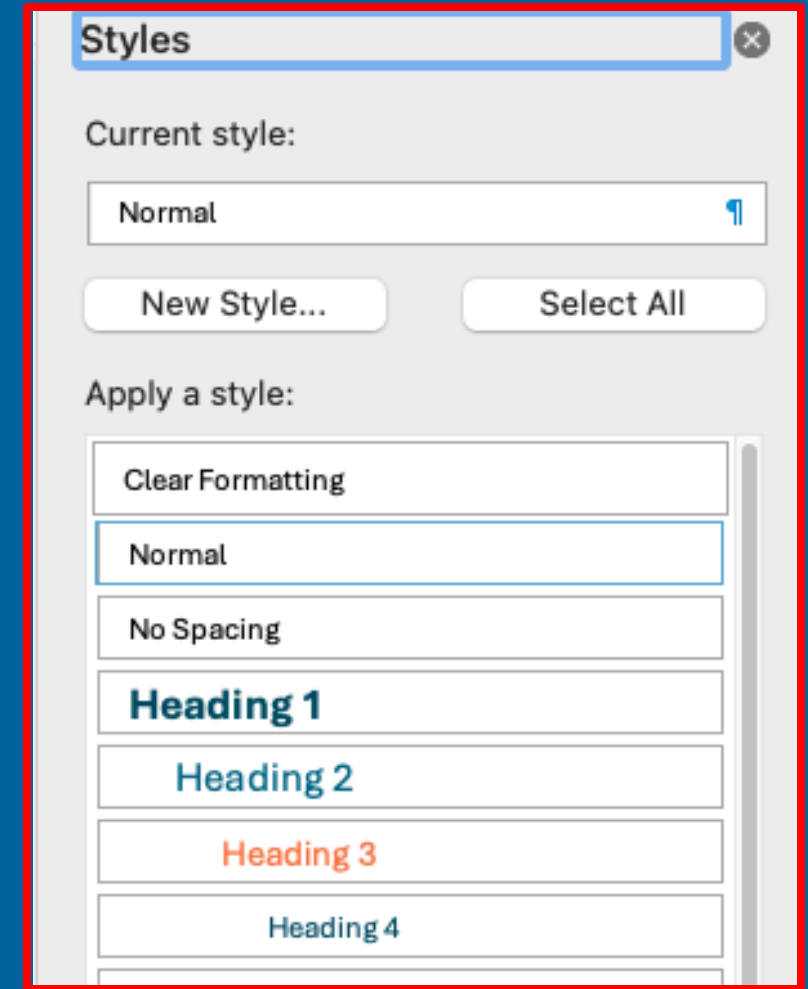 Styles
Current style:
Normal ¶
New Style... Select All
Apply a style:
Clear Formatting
Normal
No Spacing
Heading 1
Heading 2
Heading 3
Heading 4